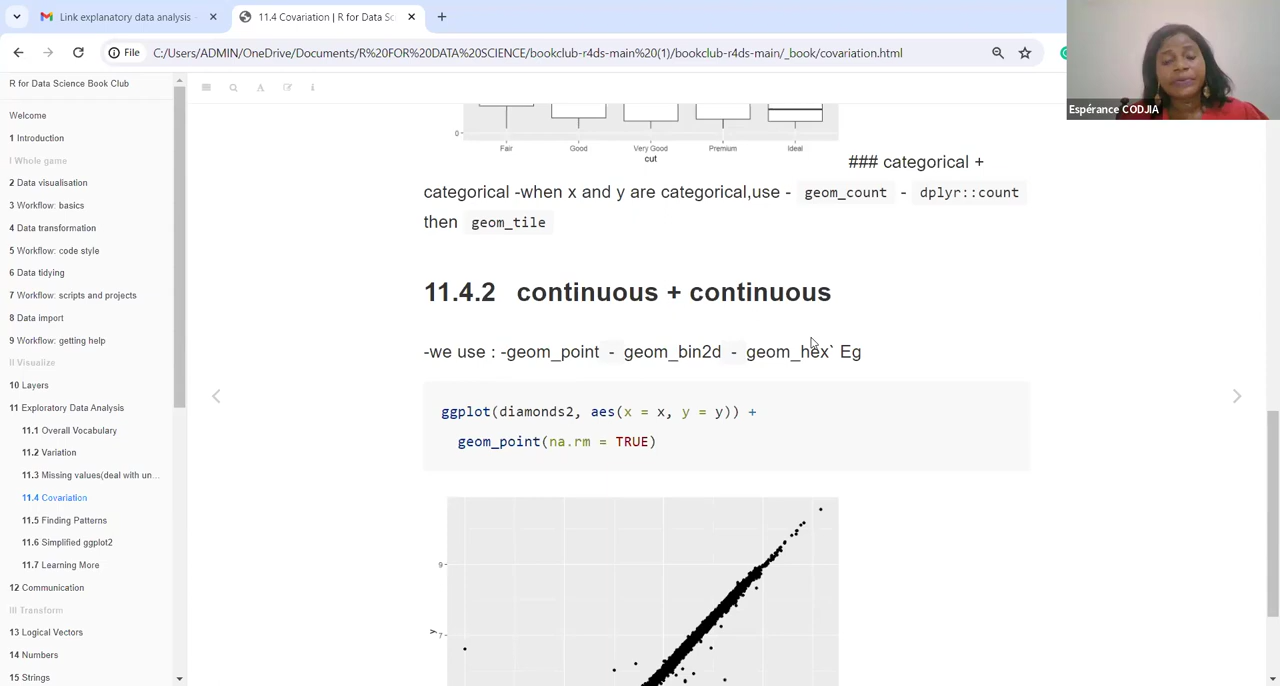 Link explanatory data analysis
11.4 Covariation | R for Data Sc
File
C:/Users/ADMIN/OneDrive/Documents/R%20FOR%20DATA%20SCIENCE/bookclub-r4ds-main%20(1)/bookclub-r4ds-main/_book/covariation.html
Espérance CODJIA
R for Data Science Book Club
Welcome
1 Introduction
I Whole game
2 Data visualisation
3 Workflow: basics
4 Data transformation
5 Workflow: code style
6 Data tidying
7 Workflow: scripts and projects
8 Data import
9 Workflow: getting help
II Visualize
10 Layers
11 Exploratory Data Analysis
11.1 Overall Vocabulary
11.2 Variation
11.3 Missing values(deal with un...
11.4 Covariation
11.5 Finding Patterns
11.6 Simplified ggplot2
11.7 Learning More
12 Communication
III Transform
13 Logical Vectors
14 Numbers
15 Strings
0
Fair Good Very Good Premium Ideal
cut
### categorical +
categorical -when x and y are categorical,use - geom_count - dplyr::count
then geom_tile
11.4.2 continuous + continuous
-we use : -geom_point - geom_bin2d - geom_hex` Eg
ggplot(diamonds2, aes(x = x, y = y)) +
geom_point(na.rm = TRUE)
9
7
y